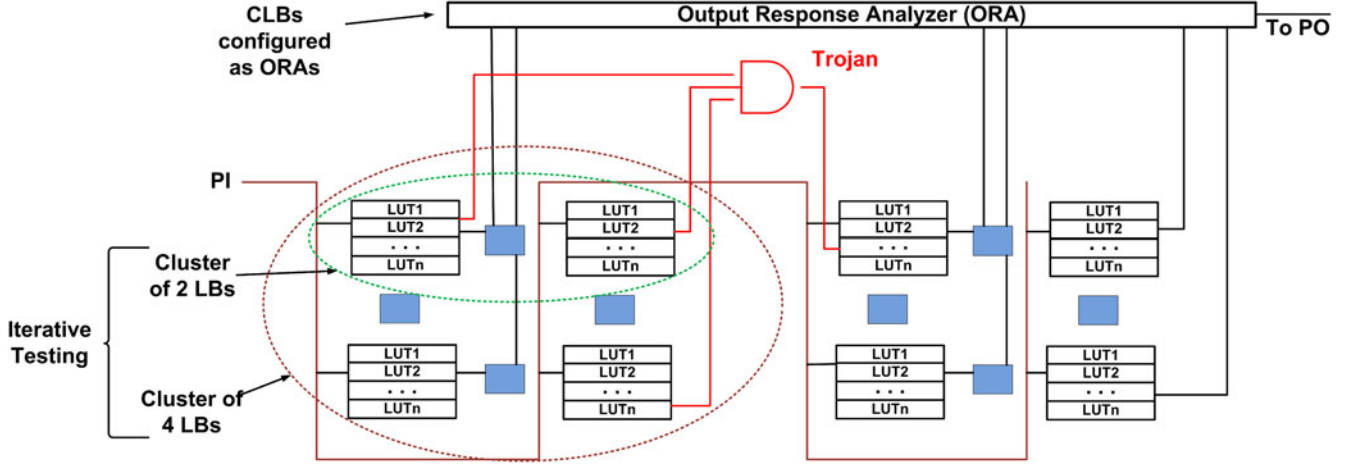 CLBs
configured
as ORAs
Output Response Analyzer (ORA)
To PO
Trojan
PI
LUT1
LUT2
...
LUTn
LUT1
LUT2
...
LUTn
LUT1
LUT2
...
LUTn
LUT1
LUT2
...
LUTn
Cluster
of 2 LBs
Iterative
Testing
Cluster of
4 LBs
LUT1
LUT2
...
LUTn
LUT1
LUT2
...
LUTn
LUT1
LUT2
...
LUTn
LUT1
LUT2
...
LUTn